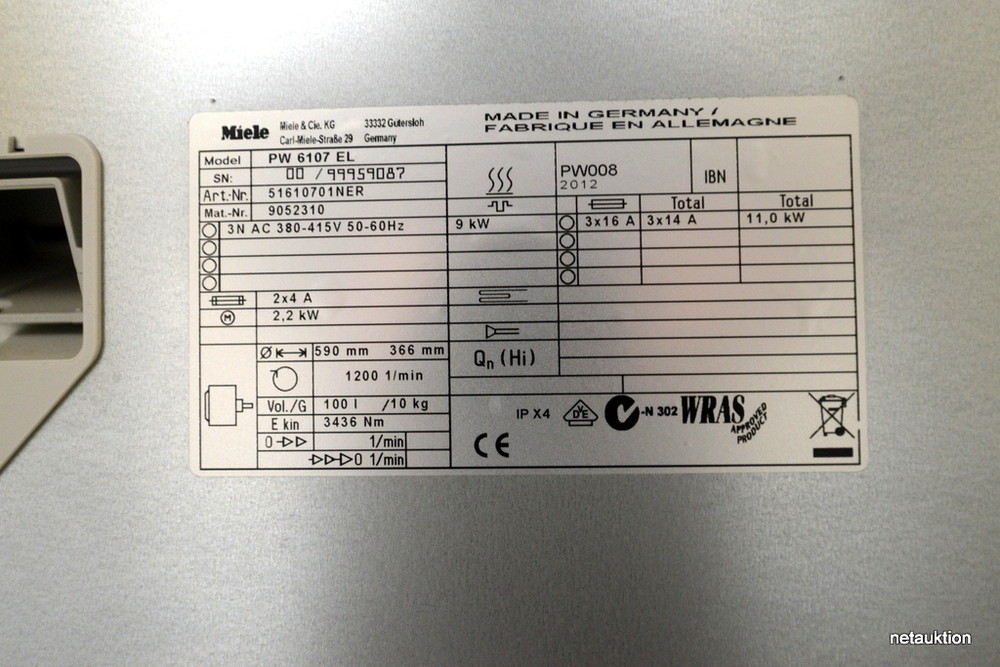 Miele Miele & Cie. KG 33332 Gütersloh
Carl-Miele-Straße 29 Germany
MADE IN GERMANY /
FABRIQUE EN ALLEMAGNE
Model PW 6107 EL
SN: 00 / 99959087
Art.-Nr. 51610701NER
Mat.-Nr. 9052310
PW008
2012
IBN
Total Total
3N AC 380-415V 50-60Hz 9 kW 3x16 A 3x14 A 11,0 kW
2x4 A
M 2,2 kW
Ø 590 mm 366 mm
1200 1/min
Vol./G 100 l /10 kg
E kin 3436 Nm
0 1/min
0 1/min
Qn (Hi)
IP X4 VDE -N 302 WRAS
APPROVED
PRODUCT
CE
netauktion